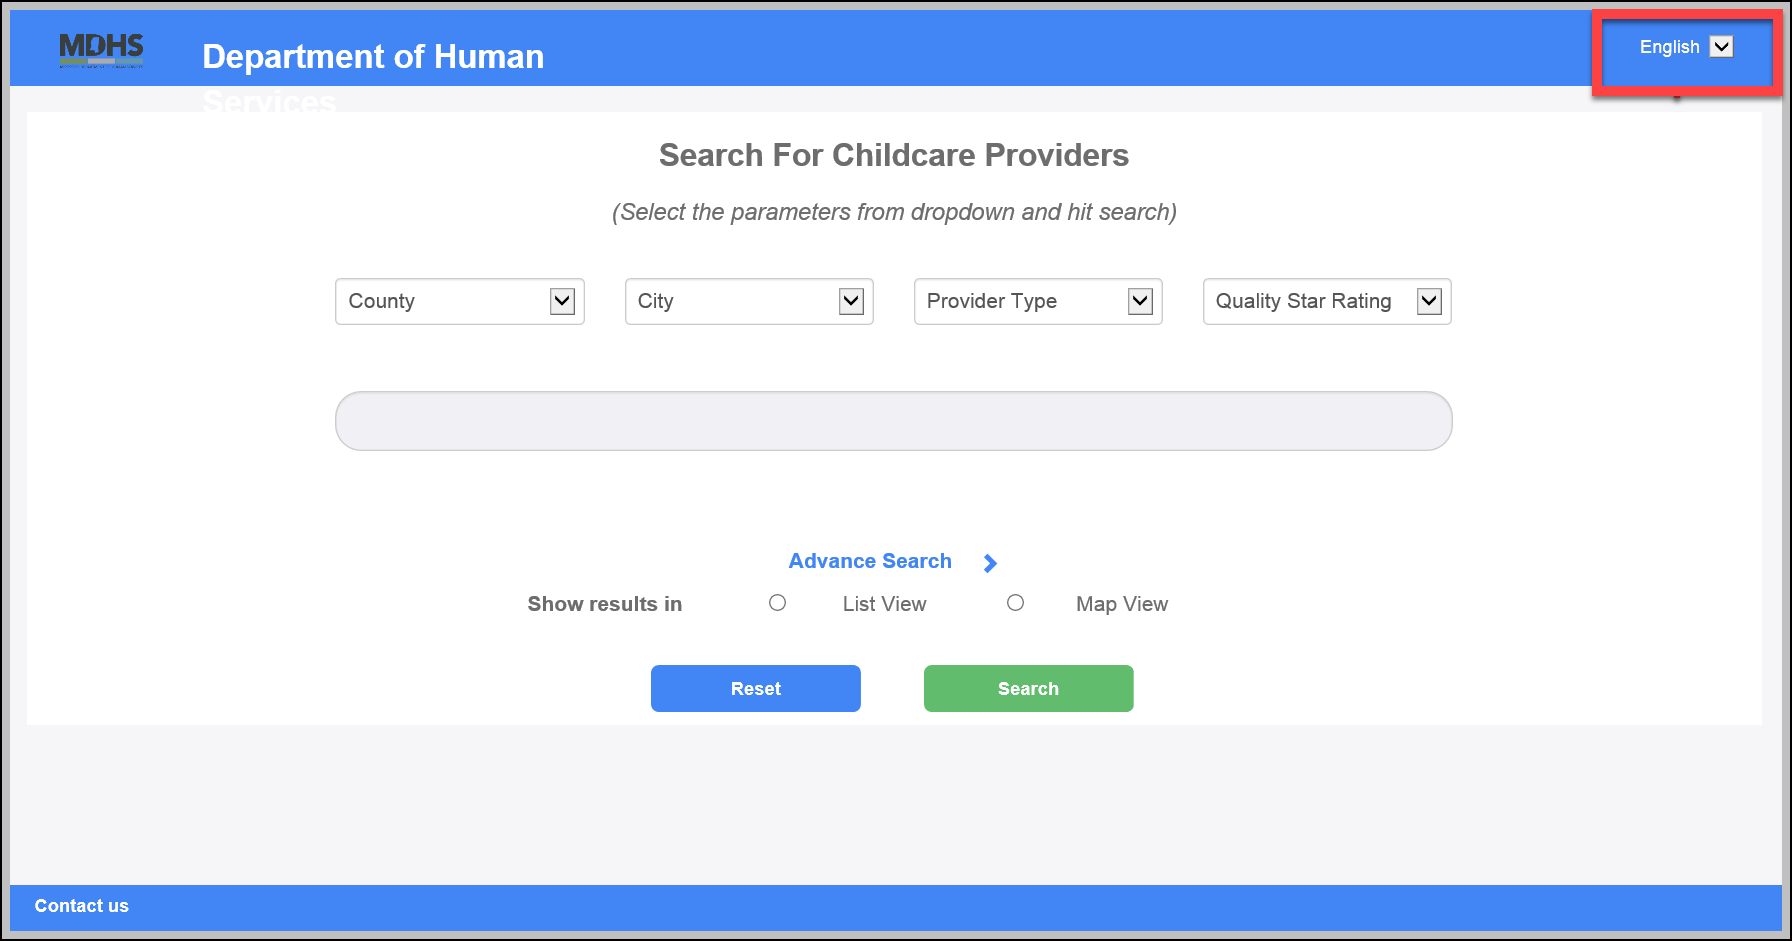 MDHS
Department of Human
Services
English
Search For Childcare Providers
(Select the parameters from dropdown and hit search)
County
City
Provider Type
Quality Star Rating
Advance Search
Show results in
List View
Map View
Reset
Search
Contact us